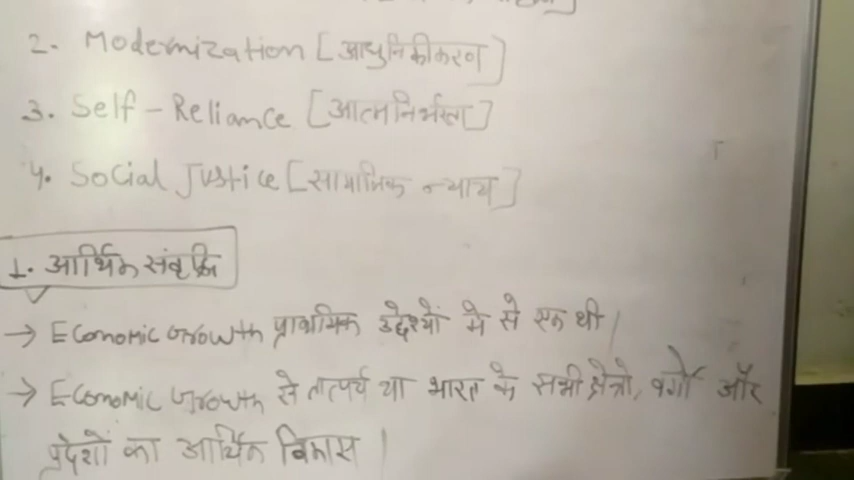 2. Modernization [आधुनिकीकरण]
3. Self-Reliance [आत्मनिर्भरता]
4. Social Justice [सामाजिक न्याय]
1. आर्थिक संवृद्धि
→ Economic Growth प्राथमिक उद्देश्यों मे से एक थी।
→ Economic Growth से तात्पर्य था भारत के सभी क्षेत्रो, वर्गों और
प्रदेशों का आर्थिक विकास।